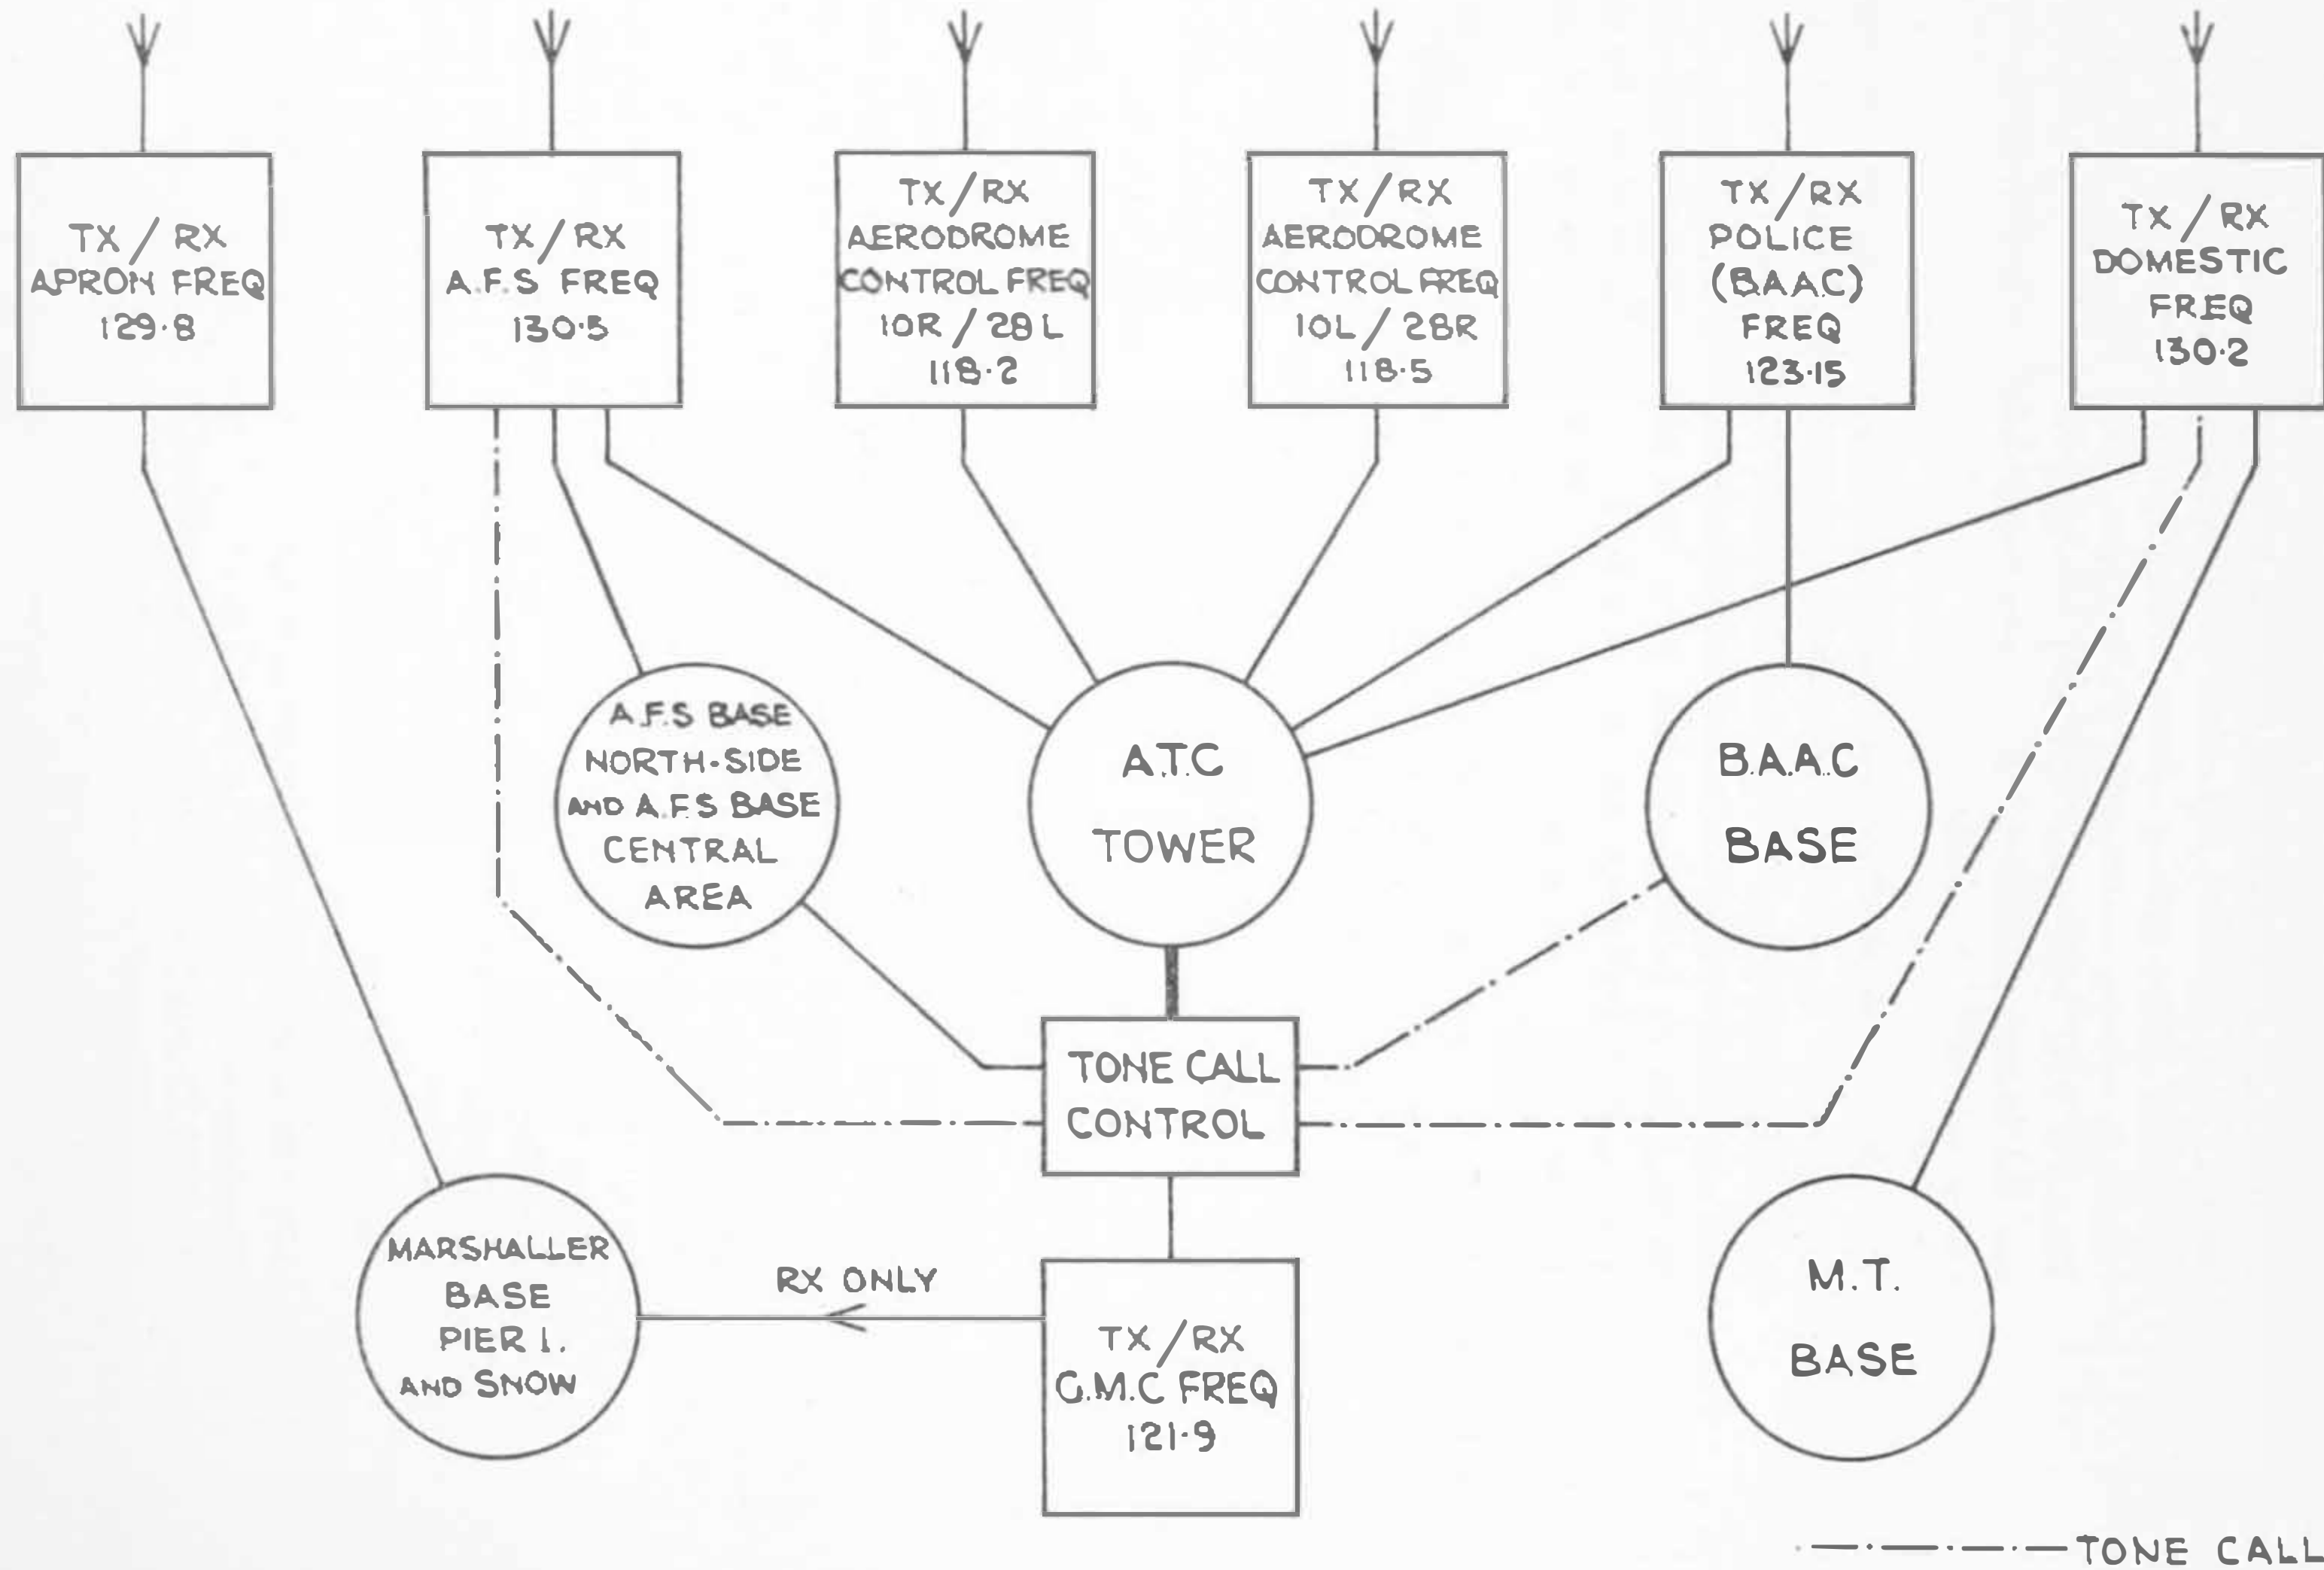 TX / RX
APRON FREQ
129·8
TX / RX
A.F.S FREQ
130·5
TX / RX
AERODROME
CONTROL FREQ
10R / 28L
118·2
TX / RX
AERODROME
CONTROL FREQ
10L / 28R
118·5
TX / RX
POLICE
(B.A.A.C)
FREQ
123·15
TX / RX
DOMESTIC
FREQ
130·2
A.F.S BASE
NORTH-SIDE
AND A.F.S BASE
CENTRAL
AREA
A.T.C
TOWER
B.A.A.C
BASE
TONE CALL
CONTROL
MARSHALLER
BASE
PIER 1.
AND SNOW
RX ONLY
TX / RX
G.M.C FREQ
121·9
M.T.
BASE
TONE CALL